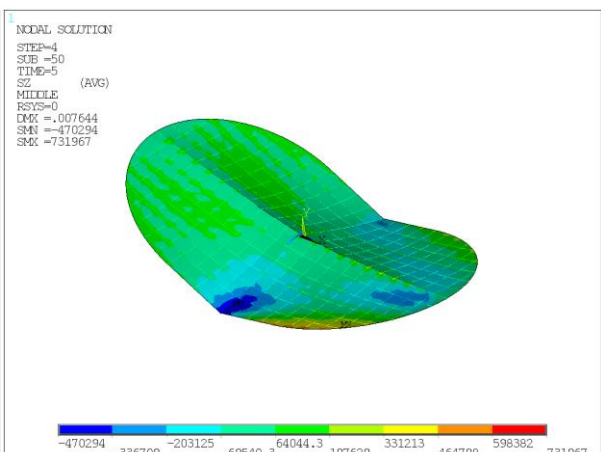 1
NODAL SOLUTION
STEP=4
SUB =50
TIME=5
SZ (AVG)
MIDDLE
RSYS=0
DMX =.007644
SMN =-470294
SMX =731967
-470294 -203125 64044.3 331213 598382